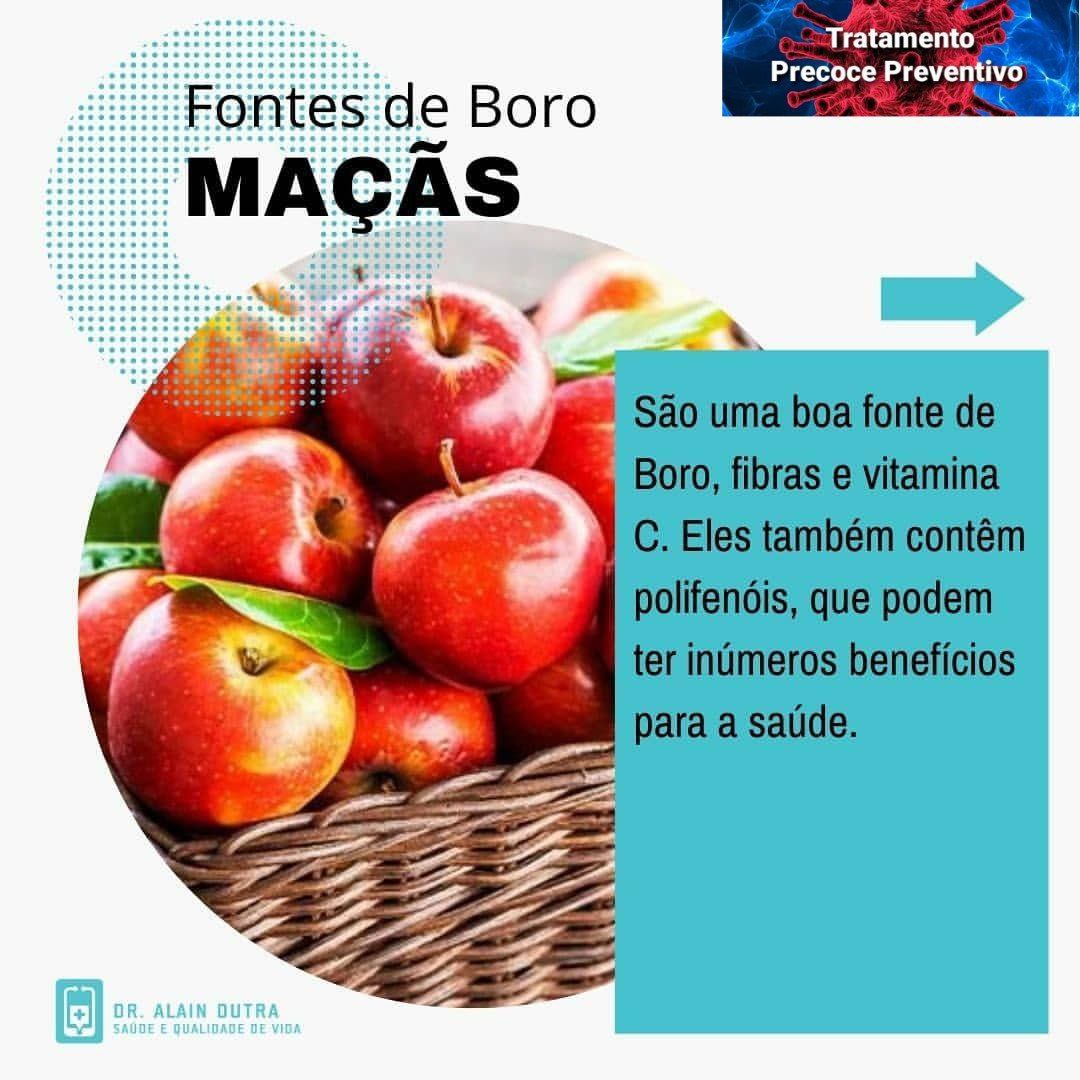 Tratamento
Precoce Preventivo
Fontes de Boro
MAÇÃS
São uma boa fonte de
Boro, fibras e vitamina
C. Eles também contêm
polifenóis, que podem
ter inúmeros benefícios
para a saúde.
DR. ALAIN DUTRA
SAÚDE E QUALIDADE DE VIDA